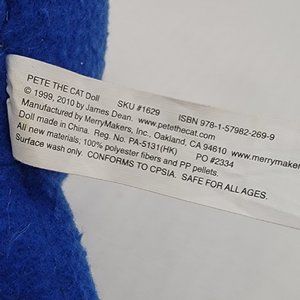 PETE THE CAT Doll SKU #1629 ISBN 978-1-57982-269-9
© 1999, 2010 by James Dean. www.petethecat.com.
Manufactured by MerryMakers, Inc., Oakland, CA 94610 www.merrymaker
Doll made in China. Reg. No. PA-5131(HK) PO #2334
All new materials; 100% polyester fibers and PP pellets.
Surface wash only. CONFORMS TO CPSIA. SAFE FOR ALL AGES.